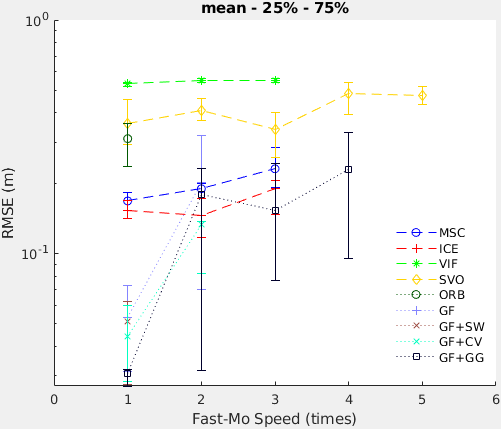 mean - 25% - 75%
10^0
10^-1
RMSE (m)
MSC
ICE
VIF
SVO
ORB
GF
GF+SW
GF+CV
GF+GG
0 1 2 3 4 5 6
Fast-Mo Speed (times)